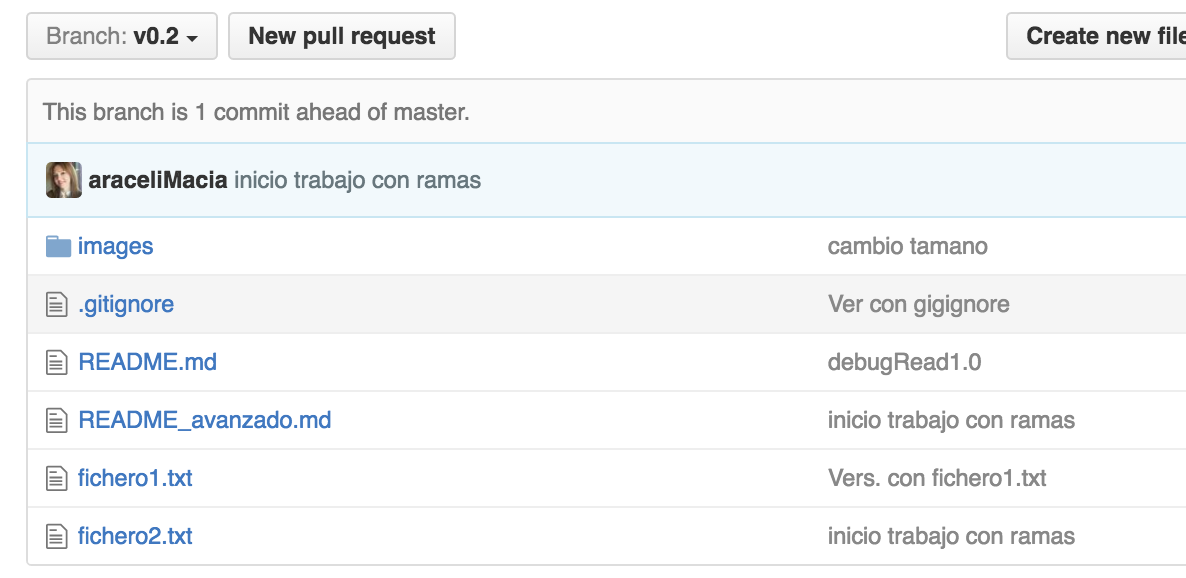 Branch: v0.2 New pull request Create new file
This branch is 1 commit ahead of master.
araceliMacia inicio trabajo con ramas
images cambio tamano
.gitignore Ver con gigignore
README.md debugRead1.0
README_avanzado.md inicio trabajo con ramas
fichero1.txt Vers. con fichero1.txt
fichero2.txt inicio trabajo con ramas